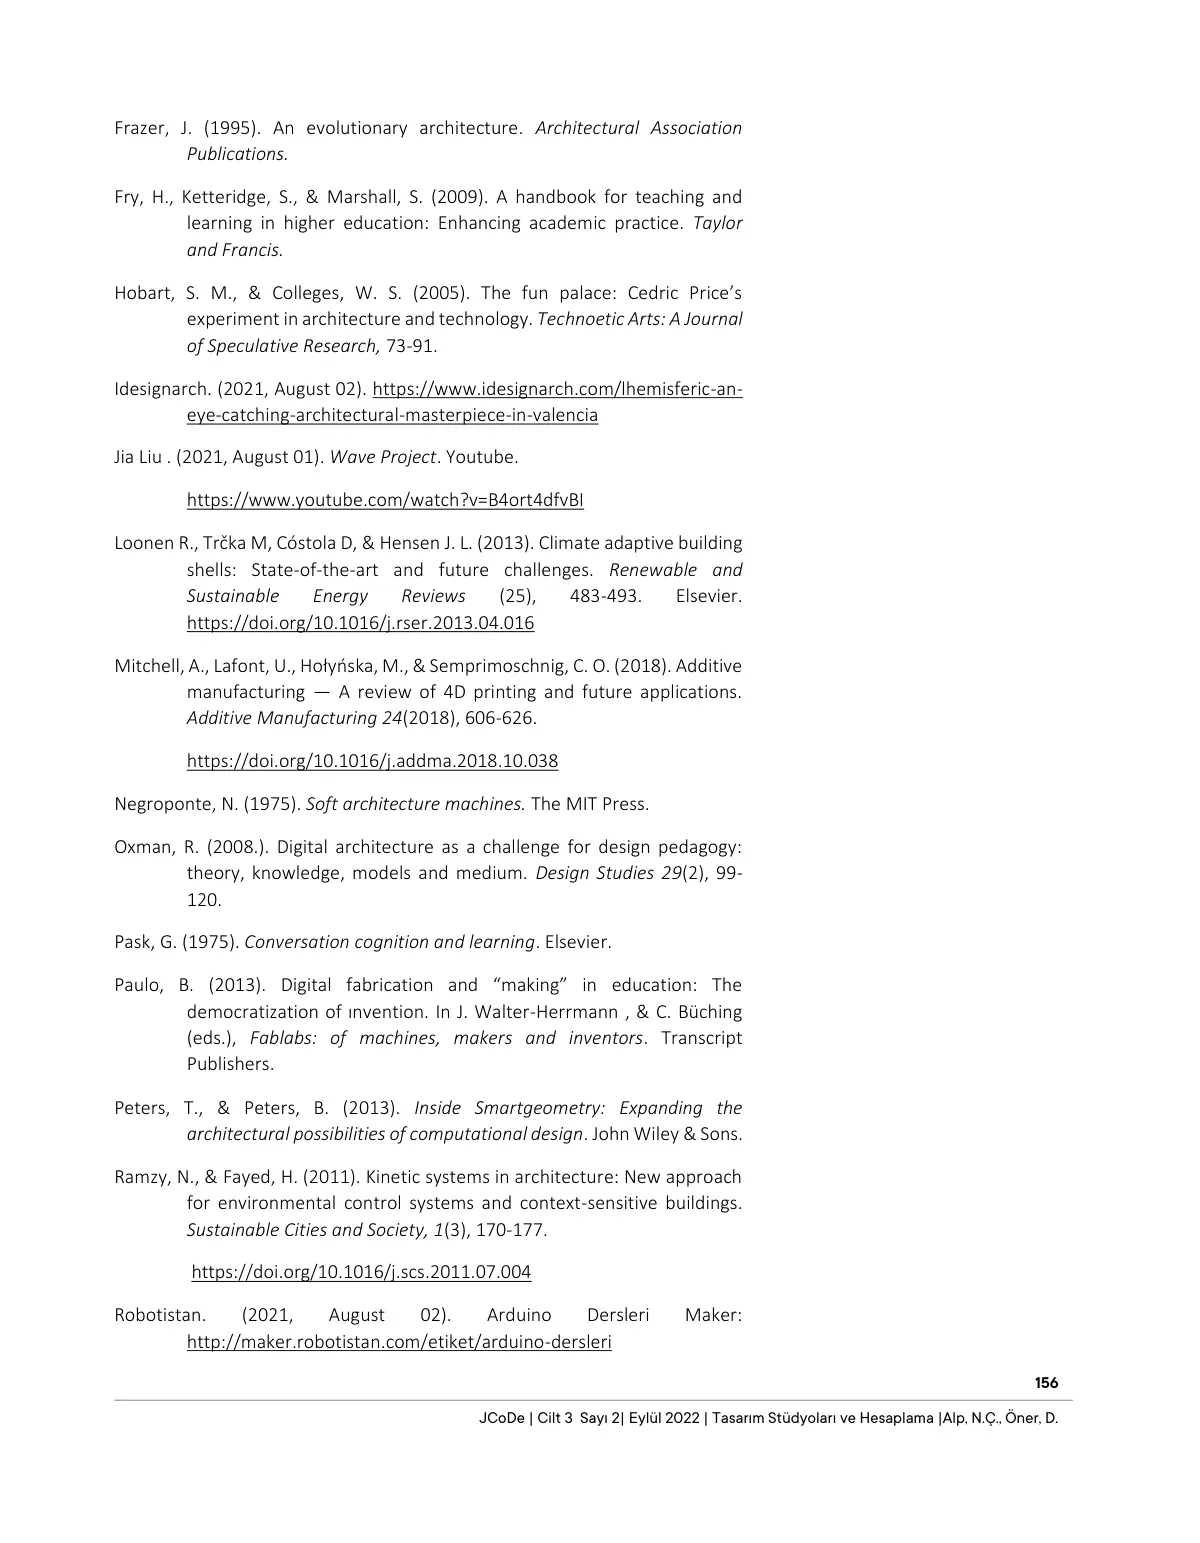 Frazer, J. (1995). An evolutionary architecture. Architectural Association
Publications.
Fry, H., Ketteridge, S., & Marshall, S. (2009). A handbook for teaching and
learning in higher education: Enhancing academic practice. Taylor
and Francis.
Hobart, S. M., & Colleges, W. S. (2005). The fun palace: Cedric Price’s
experiment in architecture and technology. Technoetic Arts: A Journal
of Speculative Research, 73-91.
Idesignarch. (2021, August 02). https://www.idesignarch.com/lhemisferic-an-
eye-catching-architectural-masterpiece-in-valencia
Jia Liu . (2021, August 01). Wave Project. Youtube.
https://www.youtube.com/watch?v=B4ort4dfvBI
Loonen R., Trčka M, Cóstola D, & Hensen J. L. (2013). Climate adaptive building
shells: State-of-the-art and future challenges. Renewable and
Sustainable Energy Reviews (25), 483-493. Elsevier.
https://doi.org/10.1016/j.rser.2013.04.016
Mitchell, A., Lafont, U., Hołyńska, M., & Semprimoschnig, C. O. (2018). Additive
manufacturing — A review of 4D printing and future applications.
Additive Manufacturing 24(2018), 606-626.
https://doi.org/10.1016/j.addma.2018.10.038
Negroponte, N. (1975). Soft architecture machines. The MIT Press.
Oxman, R. (2008.). Digital architecture as a challenge for design pedagogy:
theory, knowledge, models and medium. Design Studies 29(2), 99-
120.
Pask, G. (1975). Conversation cognition and learning. Elsevier.
Paulo, B. (2013). Digital fabrication and “making” in education: The
democratization of ınvention. In J. Walter-Herrmann , & C. Büching
(eds.), Fablabs: of machines, makers and inventors. Transcript
Publishers.
Peters, T., & Peters, B. (2013). Inside Smartgeometry: Expanding the
architectural possibilities of computational design. John Wiley & Sons.
Ramzy, N., & Fayed, H. (2011). Kinetic systems in architecture: New approach
for environmental control systems and context-sensitive buildings.
Sustainable Cities and Society, 1(3), 170-177.
https://doi.org/10.1016/j.scs.2011.07.004
Robotistan. (2021, August 02). Arduino Dersleri Maker:
http://maker.robotistan.com/etiket/arduino-dersleri
156
JCoDe | Cilt 3 Sayı 2| Eylül 2022 | Tasarım Stüdyoları ve Hesaplama |Alp, N.Ç., Öner, D.